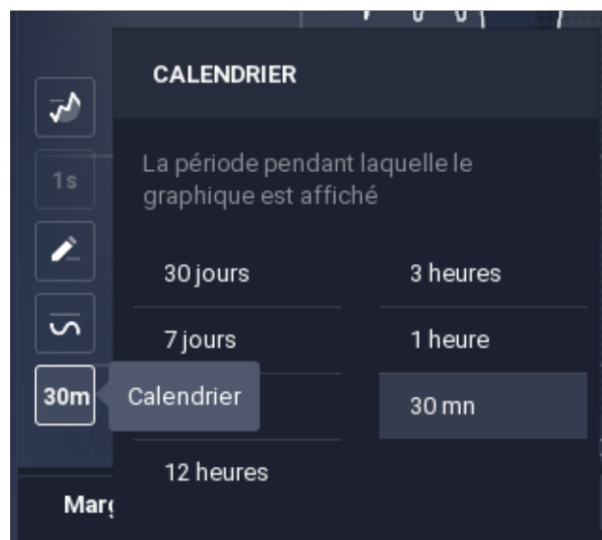 CALENDRIER
1s
La période pendant laquelle le
graphique est affiché
30 jours
3 heures
7 jours
1 heure
30m
Calendrier
30 mn
12 heures